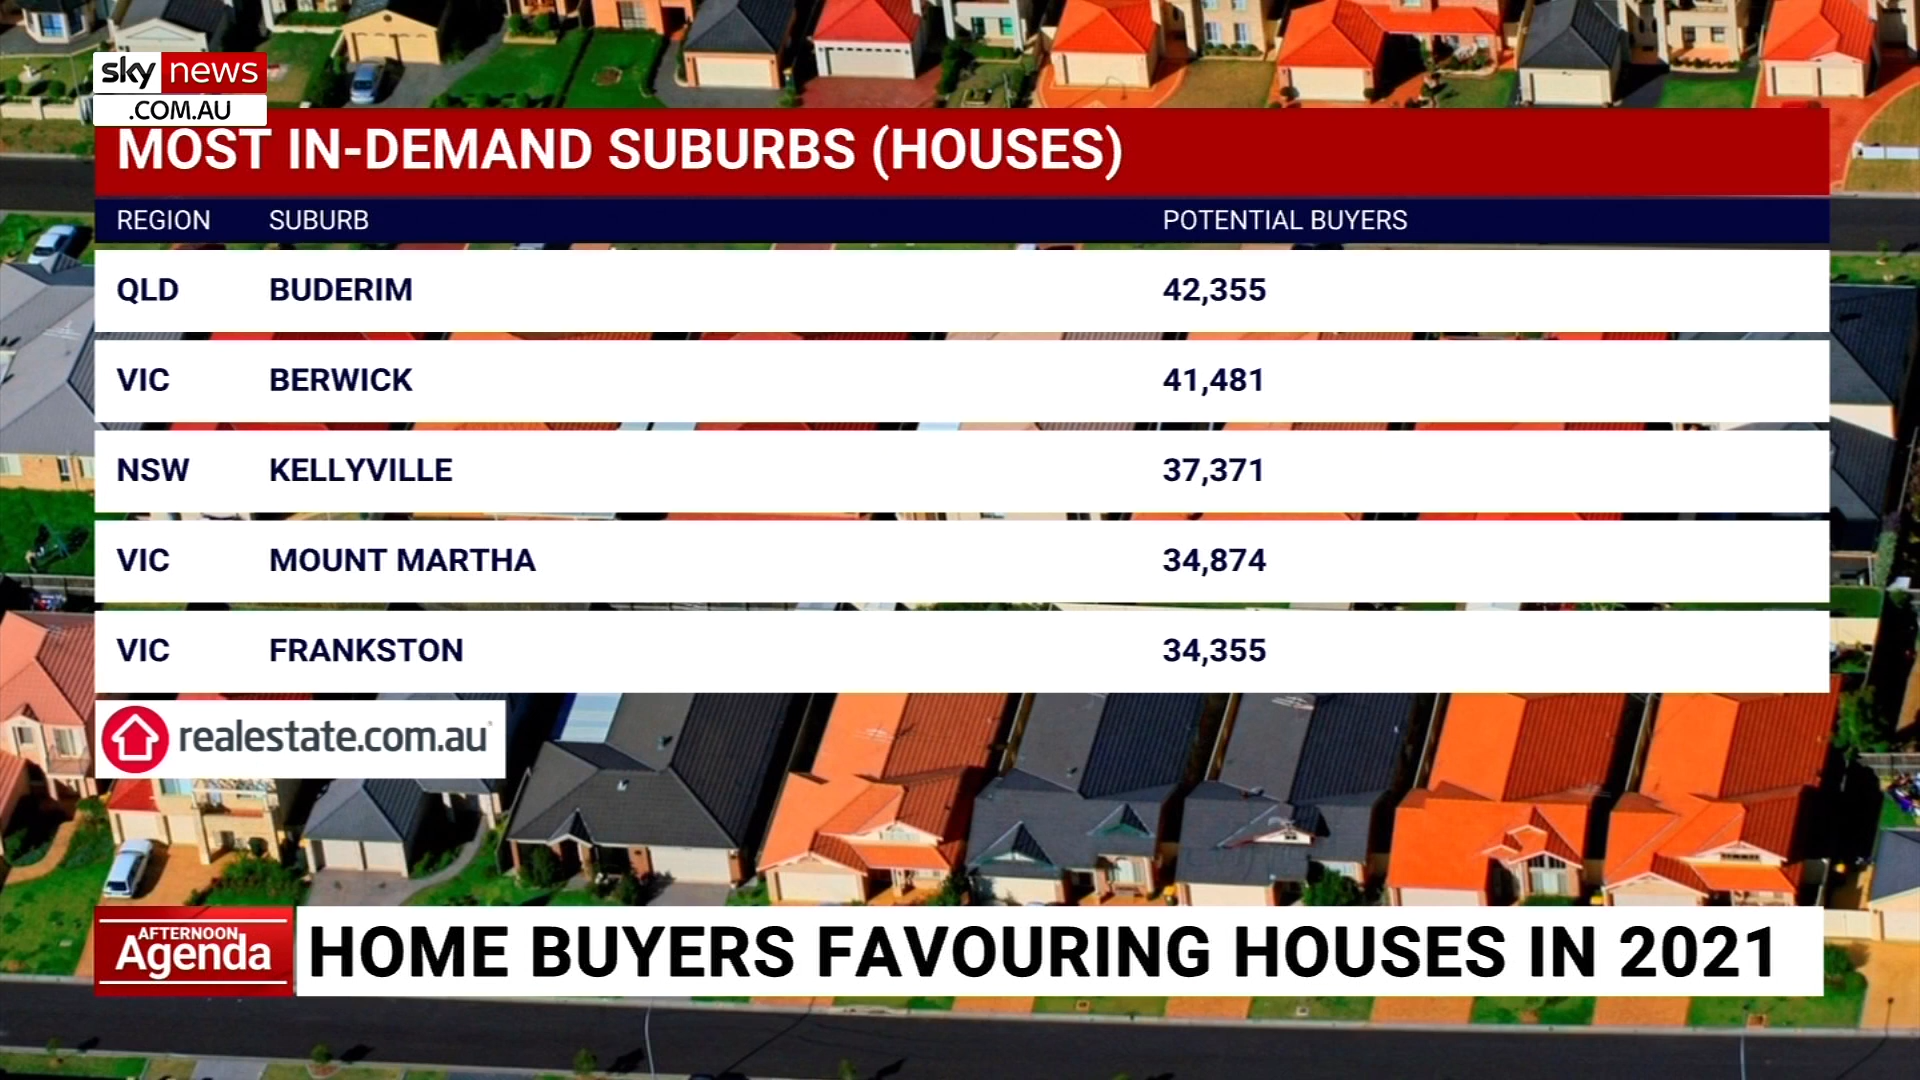 sky news
.COM.AU
MOST IN-DEMAND SUBURBS (HOUSES)
REGION SUBURB POTENTIAL BUYERS
QLD BUDERIM 42,355
VIC BERWICK 41,481
NSW KELLYVILLE 37,371
VIC MOUNT MARTHA 34,874
VIC FRANKSTON 34,355
realestate.com.au
AFTERNOON
Agenda
HOME BUYERS FAVOURING HOUSES IN 2021